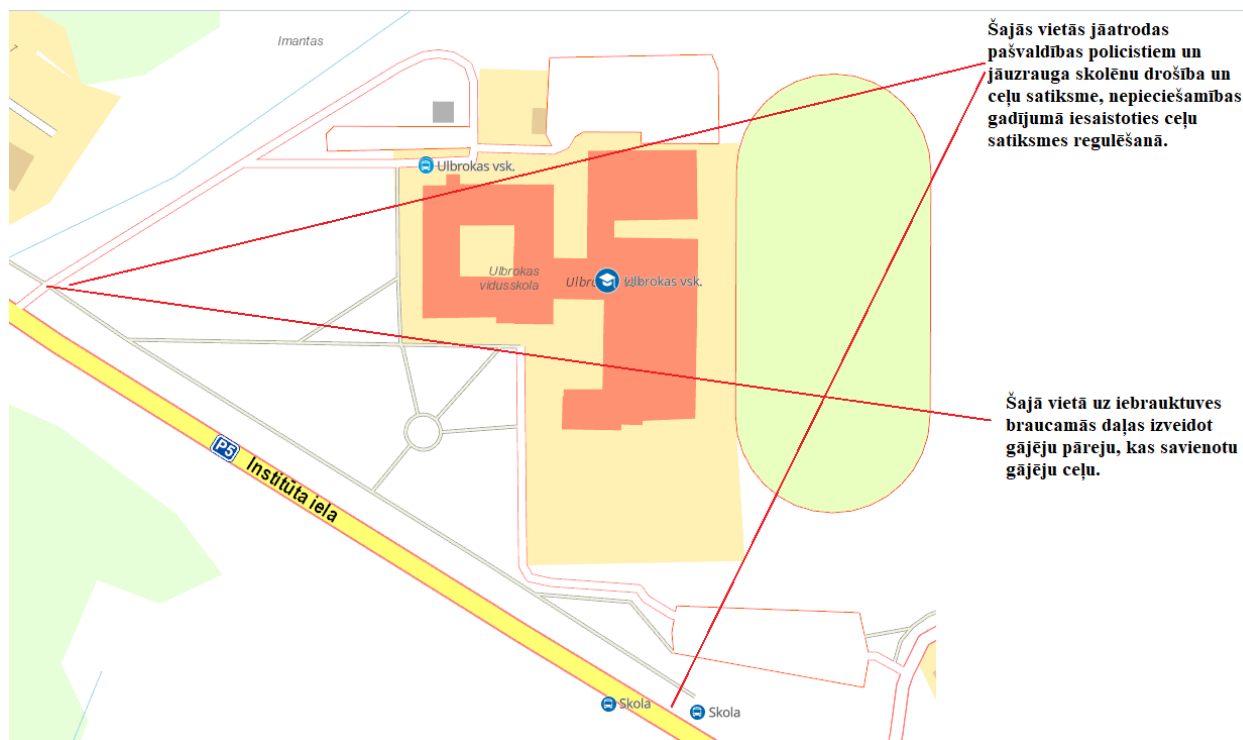 Imantas
Šajās vietās jāatrodas
pašvaldības policistiem un
jāuzrauga skolēnu drošība un
ceļu satiksme, nepieciešamības
gadījumā iesaistoties ceļu
satiksmes regulēšanā.
Ulbrokas vsk.
Ulbrokas
vidusskola
Ulbrokas vsk.
Šajā vietā uz iebrauktuves
braucamās daļas izveidot
gājēju pāreju, kas savienotu
gājēju ceļu.
P5
Institūta iela
Skola
Skola